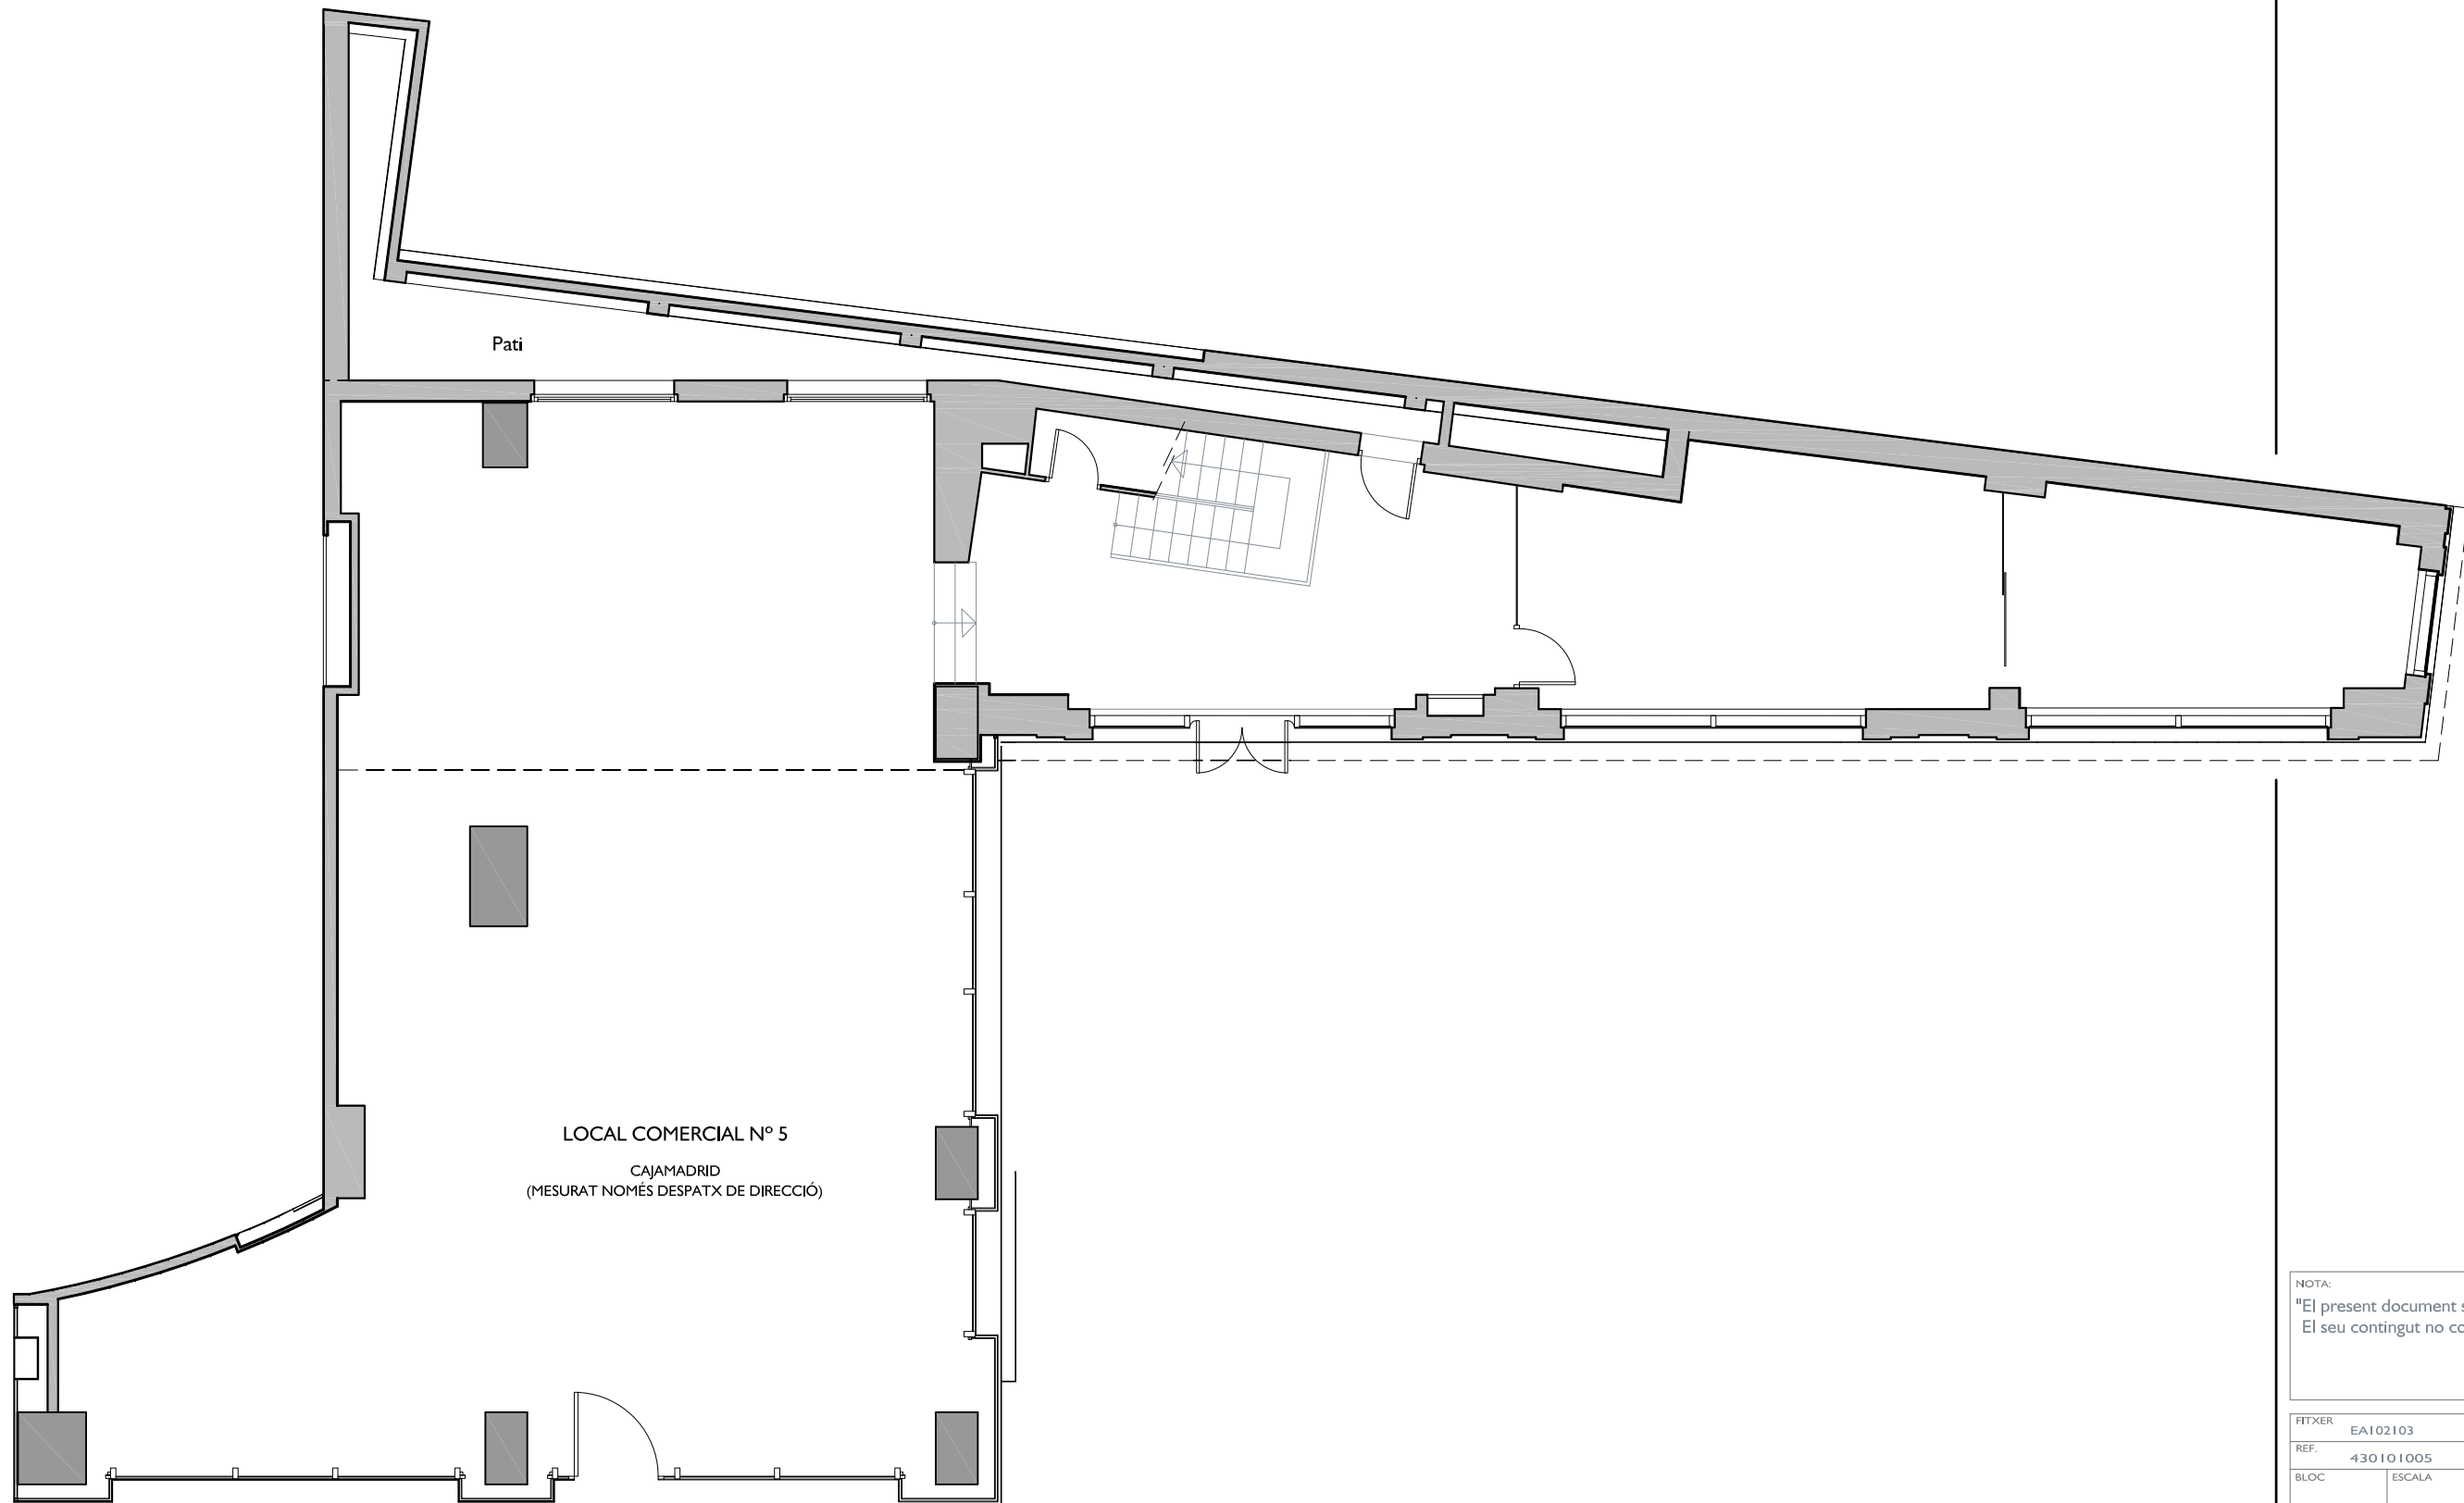 Pati
LOCAL COMERCIAL Nº 5
CAJAMADRID
(MESURAT NOMÉS DESPATX DE DIRECCIÓ)
NOTA:
"El present document
El seu contingut no
FITXER
EA102103
REF.
430101005
BLOC
ESCALA